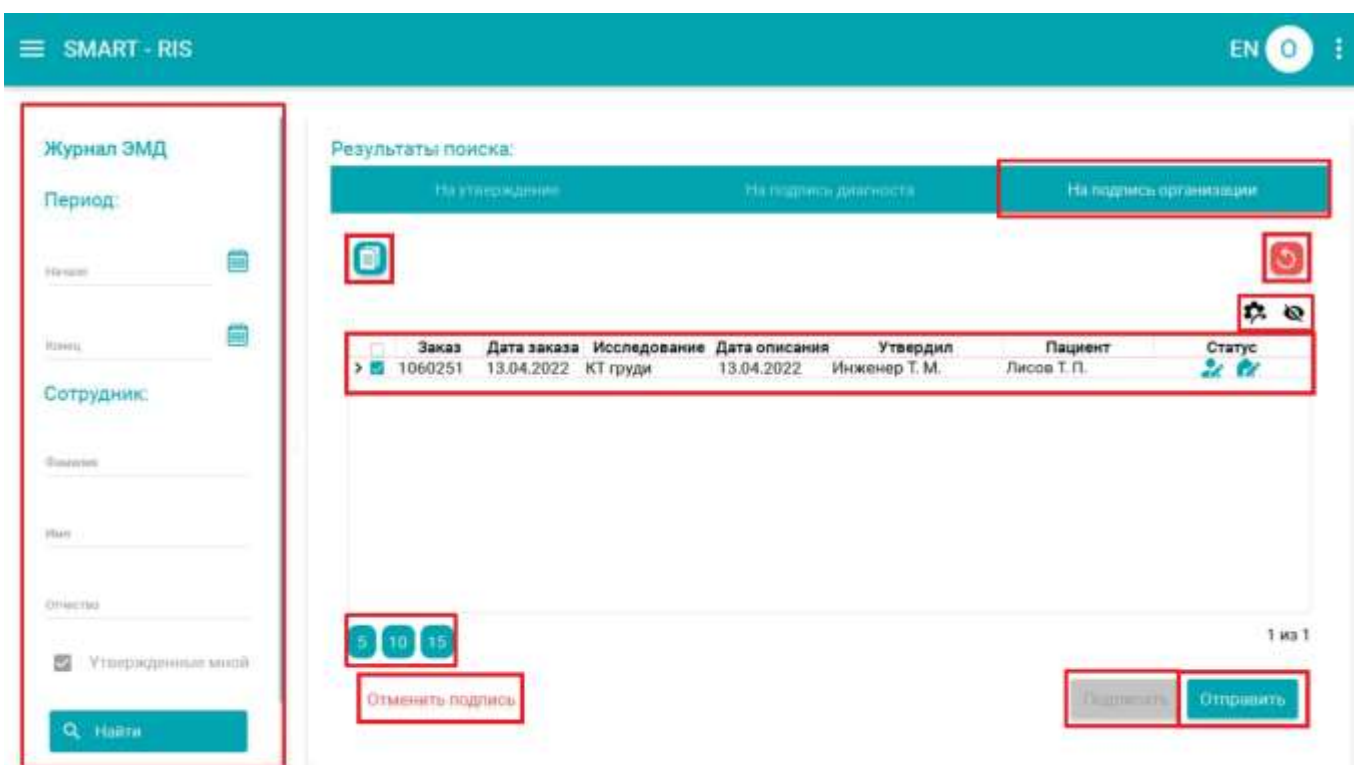 SMART - RIS
EN O
Журнал ЭМД
Период:
Начало
Конец
Сотрудник:
Фамилия
Имя
Отчество
Утвержденные мной
Найти
Результаты поиска:
На утверждение На подпись диагноста На подпись организации
Заказ Дата заказа Исследование Дата описания Утвердил Пациент Статус
1060251 13.04.2022 КТ груди 13.04.2022 Инженер Т. М. Лисов Т. П.
5 10 15
1 из 1
Отменить подпись
Подписать Отправить